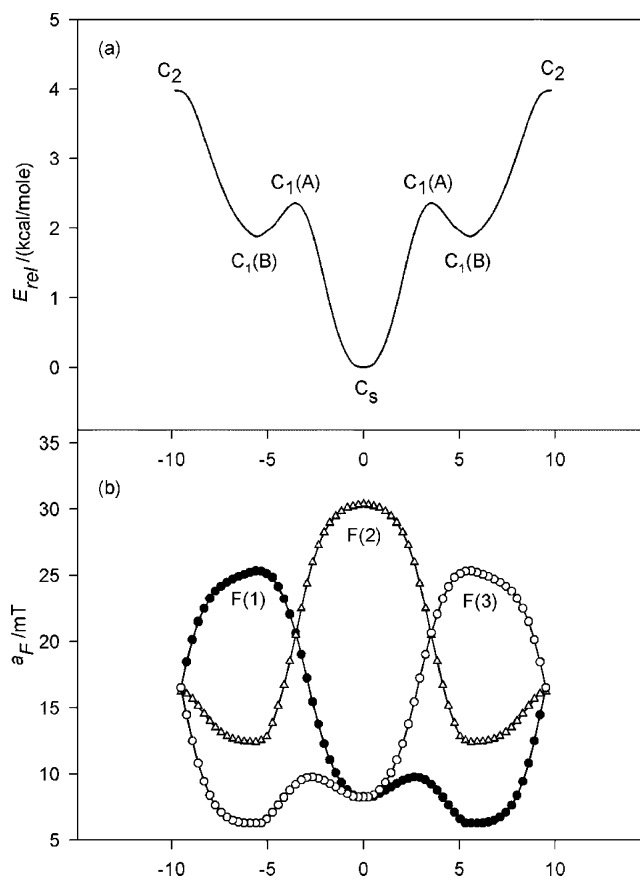 5
(a)
C2
C2
4
3
C1(A)
C1(A)
Erel /(kcal/mole)
2
C1(B)
C1(B)
1
0
Cs
-10 -5 0 5 10
35
(b)
30
F(2)
25
F(1)
F(3)
aF /mT
20
15
10
5
-10 -5 0 5 10